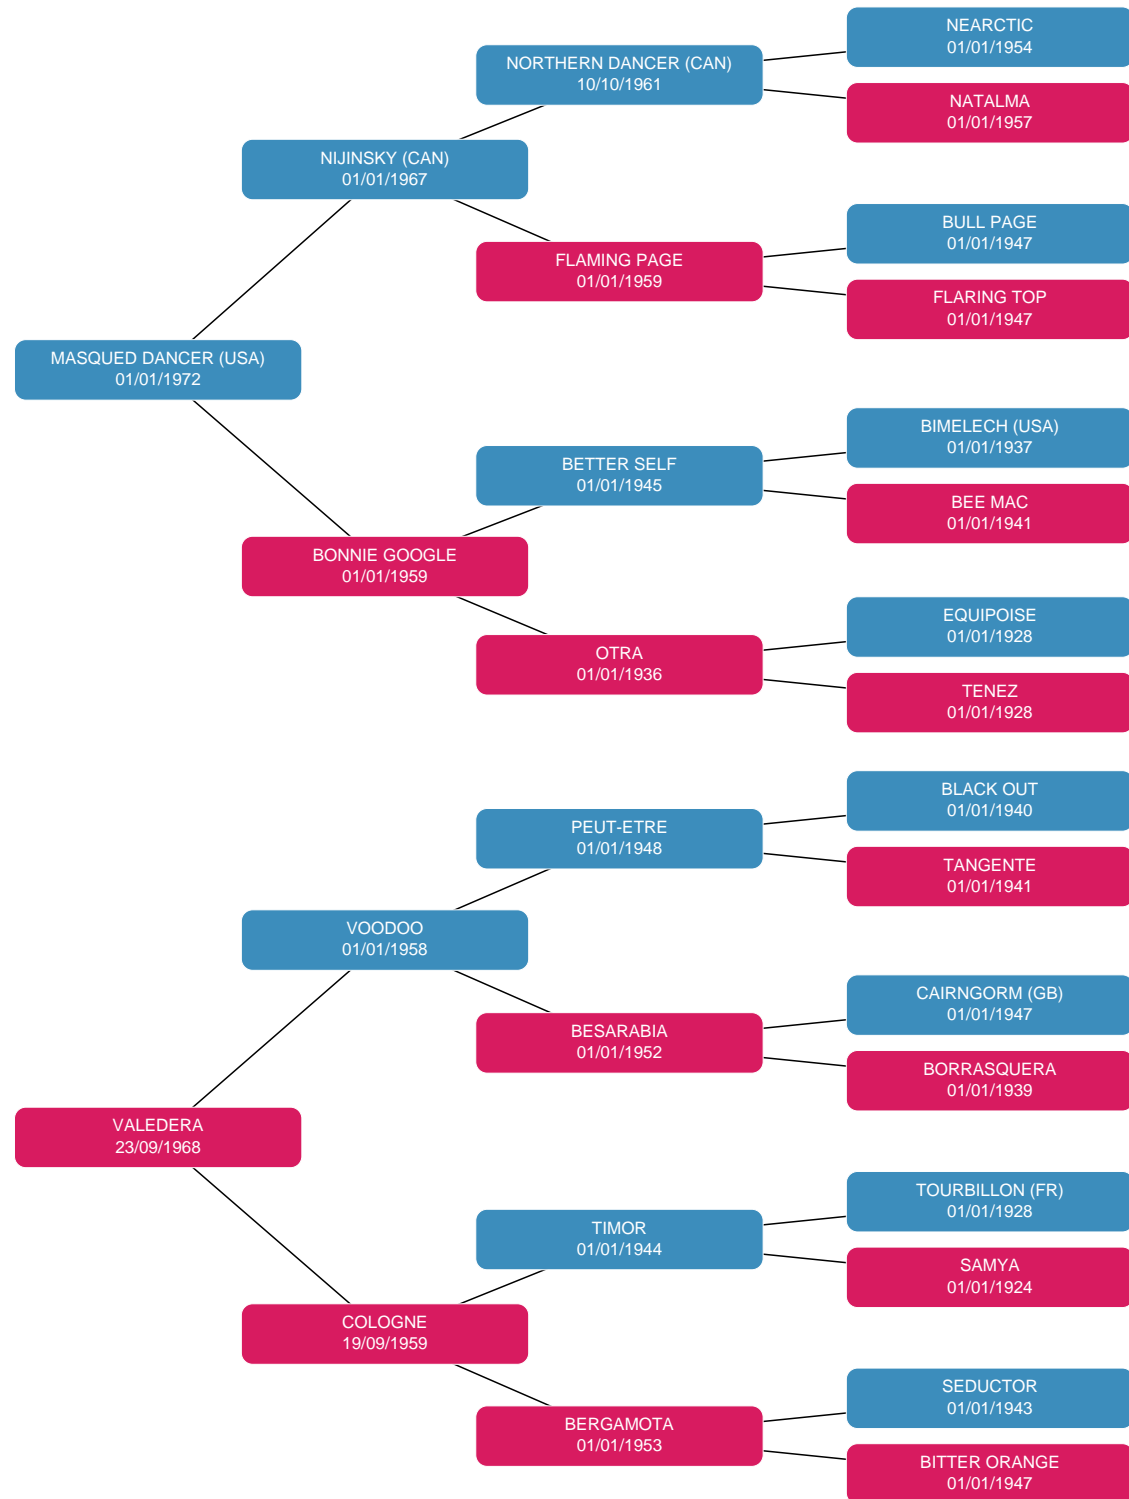 NEARCTIC
01/01/1954
NORTHERN DANCER (CAN)
10/10/1961
NATALMA
01/01/1957
NIJINSKY (CAN)
01/01/1967
BULL PAGE
01/01/1947
FLAMING PAGE
01/01/1959
FLARING TOP
01/01/1947
MASQUED DANCER (USA)
01/01/1972
BIMELECH (USA)
01/01/1937
BETTER SELF
01/01/1945
BEE MAC
01/01/1941
BONNIE GOOGLE
01/01/1959
EQUIPOISE
01/01/1928
OTRA
01/01/1936
TENEZ
01/01/1928
BLACK OUT
01/01/1940
PEUT-ETRE
01/01/1948
TANGENTE
01/01/1941
VOODOO
01/01/1958
CAIRNGORM (GB)
01/01/1947
BESARABIA
01/01/1952
BORRASQUERA
01/01/1939
VALEDERA
23/09/1968
TOURBILLON (FR)
01/01/1928
TIMOR
01/01/1944
SAMYA
01/01/1924
COLOGNE
19/09/1959
SEDUCTOR
01/01/1943
BERGAMOTA
01/01/1953
BITTER ORANGE
01/01/1947